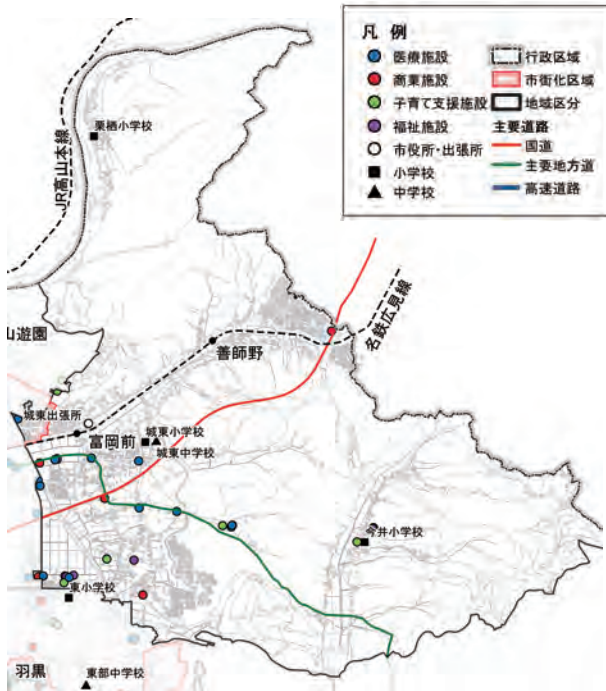 凡 例
医療施設
商業施設
子育て支援施設
福祉施設
市役所・出張所
小学校
中学校
行政区域
市街化区域
地域区分
主要道路
国道
主要地方道
高速道路
栗栖小学校
JR高山本線
名鉄広見線
山遊園
善師野
城東出張所
富岡前
城東小学校
城東中学校
井小学校
東小学校
羽黒
東部中学校